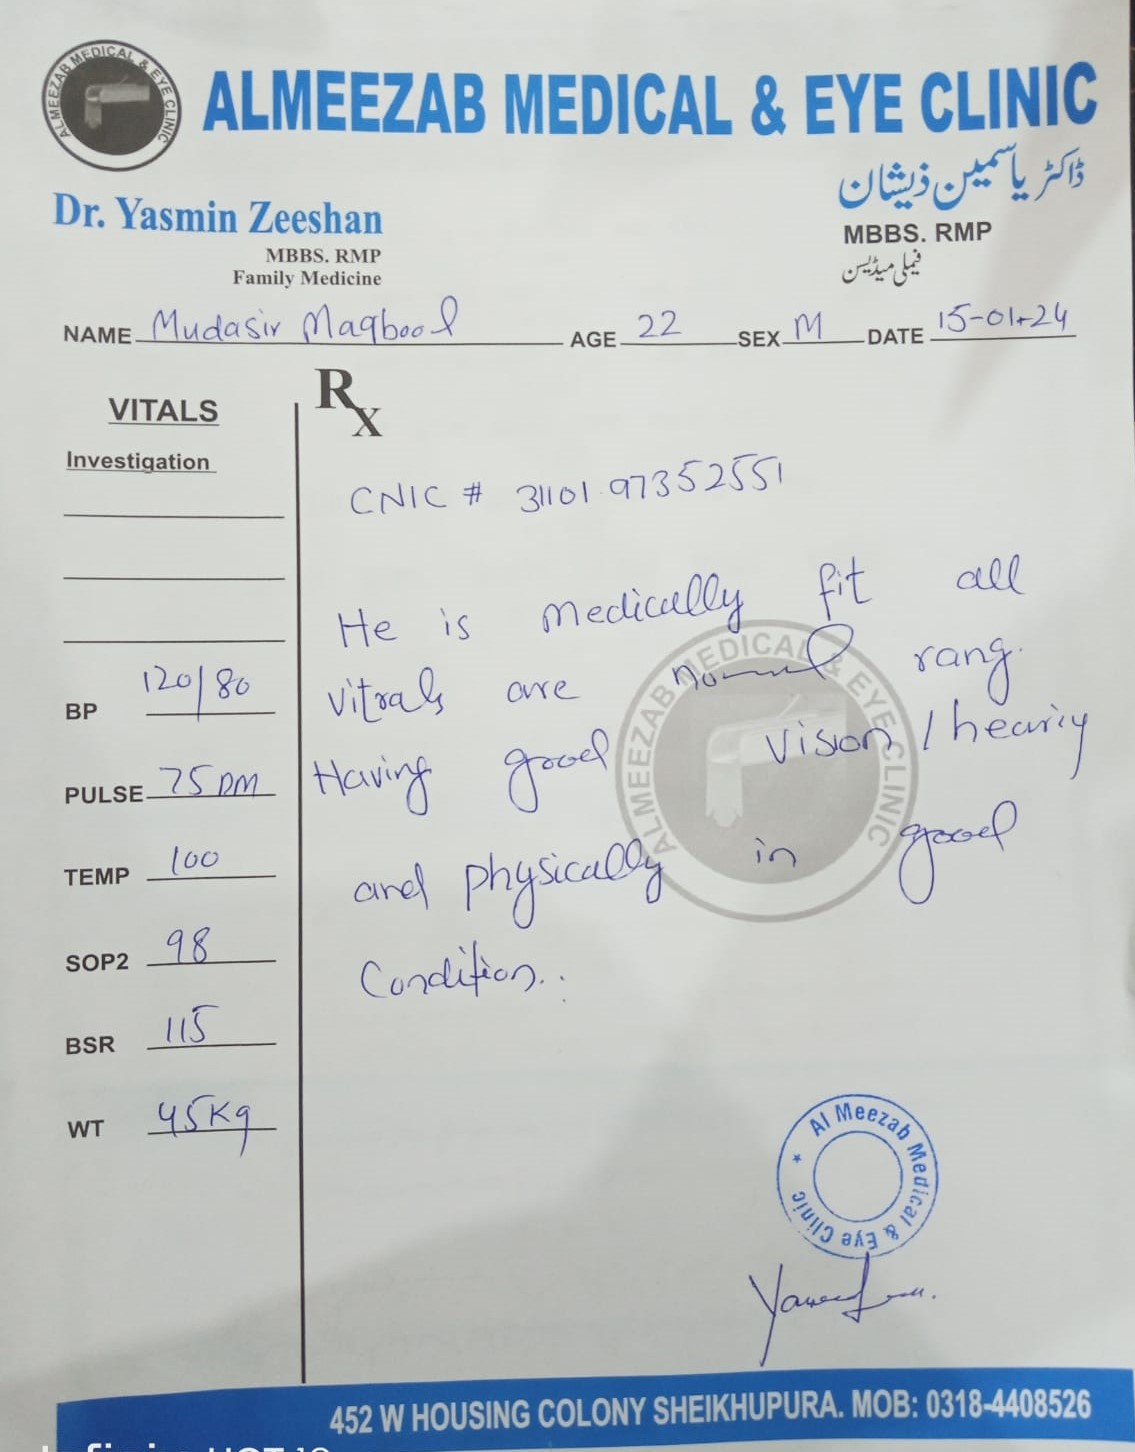 ALMEEZAB MEDICAL & EYE CLINIC
ALMEEZAB MEDICAL & EYE CLINIC
ڈاکٹر یاسمین ذیشان
Dr. Yasmin Zeeshan
MBBS. RMP
MBBS. RMP
Family Medicine
فیملی میڈیسن
NAME Mudasir Maqbool AGE 22 SEX M DATE 15-01-24
VITALS
Rx
Investigation
CNIC # 31101 97352551
He is medically fit all
vitrals are normal rang.
Having good vision / hearing
and physically in good
Condition..
ALMEEZAB MEDICAL & EYE CLINIC
BP 120/80
PULSE 75 PM
TEMP 100
SOP2 98
BSR 115
WT 45Kg
Al Meezab Medical & Eye Clinic
452 W HOUSING COLONY SHEIKHUPURA. MOB: 0318-4408526